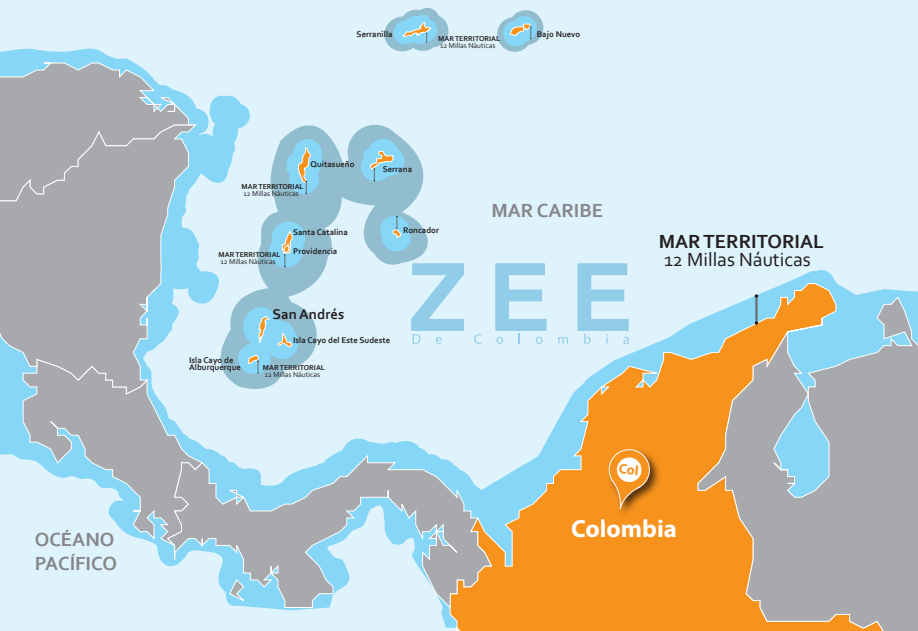 Serranilla
MAR TERRITORIAL
12 Millas Náuticas
Bajo Nuevo
Quitasueño
Serrana
MAR TERRITORIAL
12 Millas Náuticas
MAR CARIBE
Santa Catalina
Roncador
Providencia
MAR TERRITORIAL
12 Millas Náuticas
MAR TERRITORIAL
12 Millas Náuticas
ZEE
De Colombia
San Andrés
Isla Cayo del Este Sudeste
Isla Cayo de
Alburquerque
MAR TERRITORIAL
12 Millas Náuticas
Col
Colombia
OCÉANO
PACÍFICO